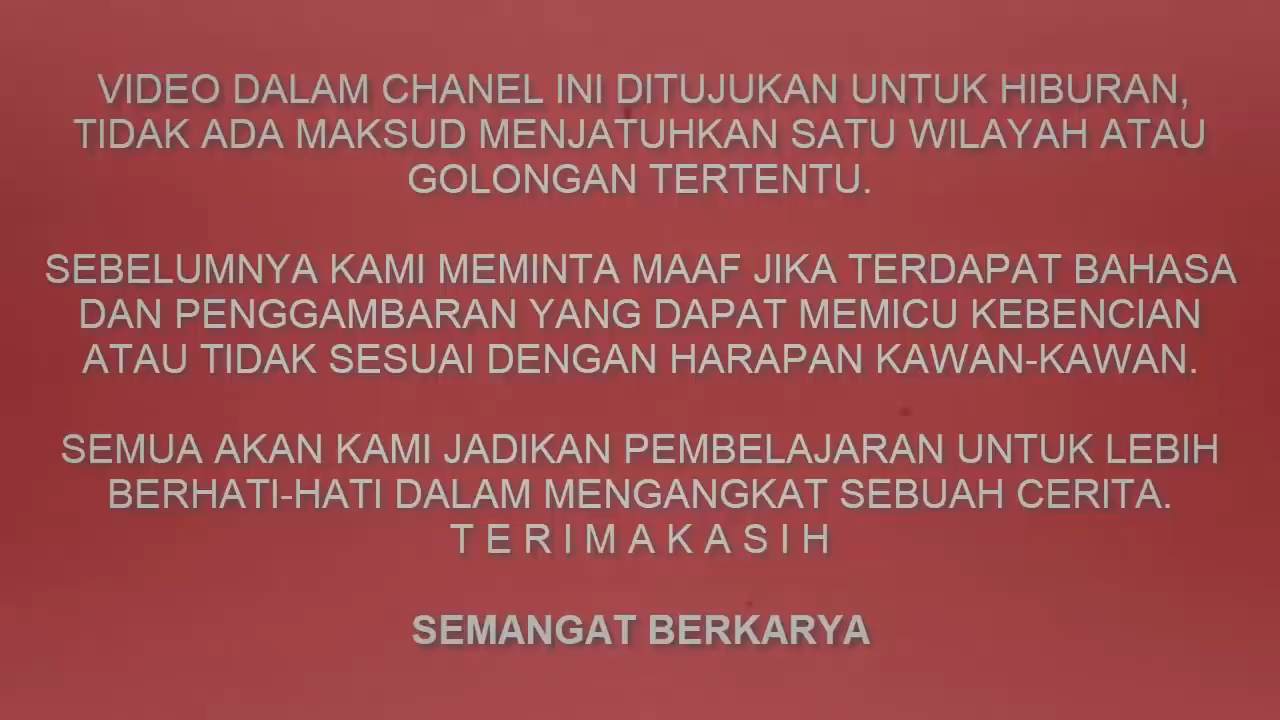 VIDEO DALAM CHANEL INI DITUJUKAN UNTUK HIBURAN,
TIDAK ADA MAKSUD MENJATUHKAN SATU WILAYAH ATAU
GOLONGAN TERTENTU.
SEBELUMNYA KAMI MEMINTA MAAF JIKA TERDAPAT BAHASA
DAN PENGGAMBARAN YANG DAPAT MEMICU KEBENCIAN
ATAU TIDAK SESUAI DENGAN HARAPAN KAWAN-KAWAN.
SEMUA AKAN KAMI JADIKAN PEMBELAJARAN UNTUK LEBIH
BERHATI-HATI DALAM MENGANGKAT SEBUAH CERITA.
T E R I M A K A S I H
SEMANGAT BERKARYA